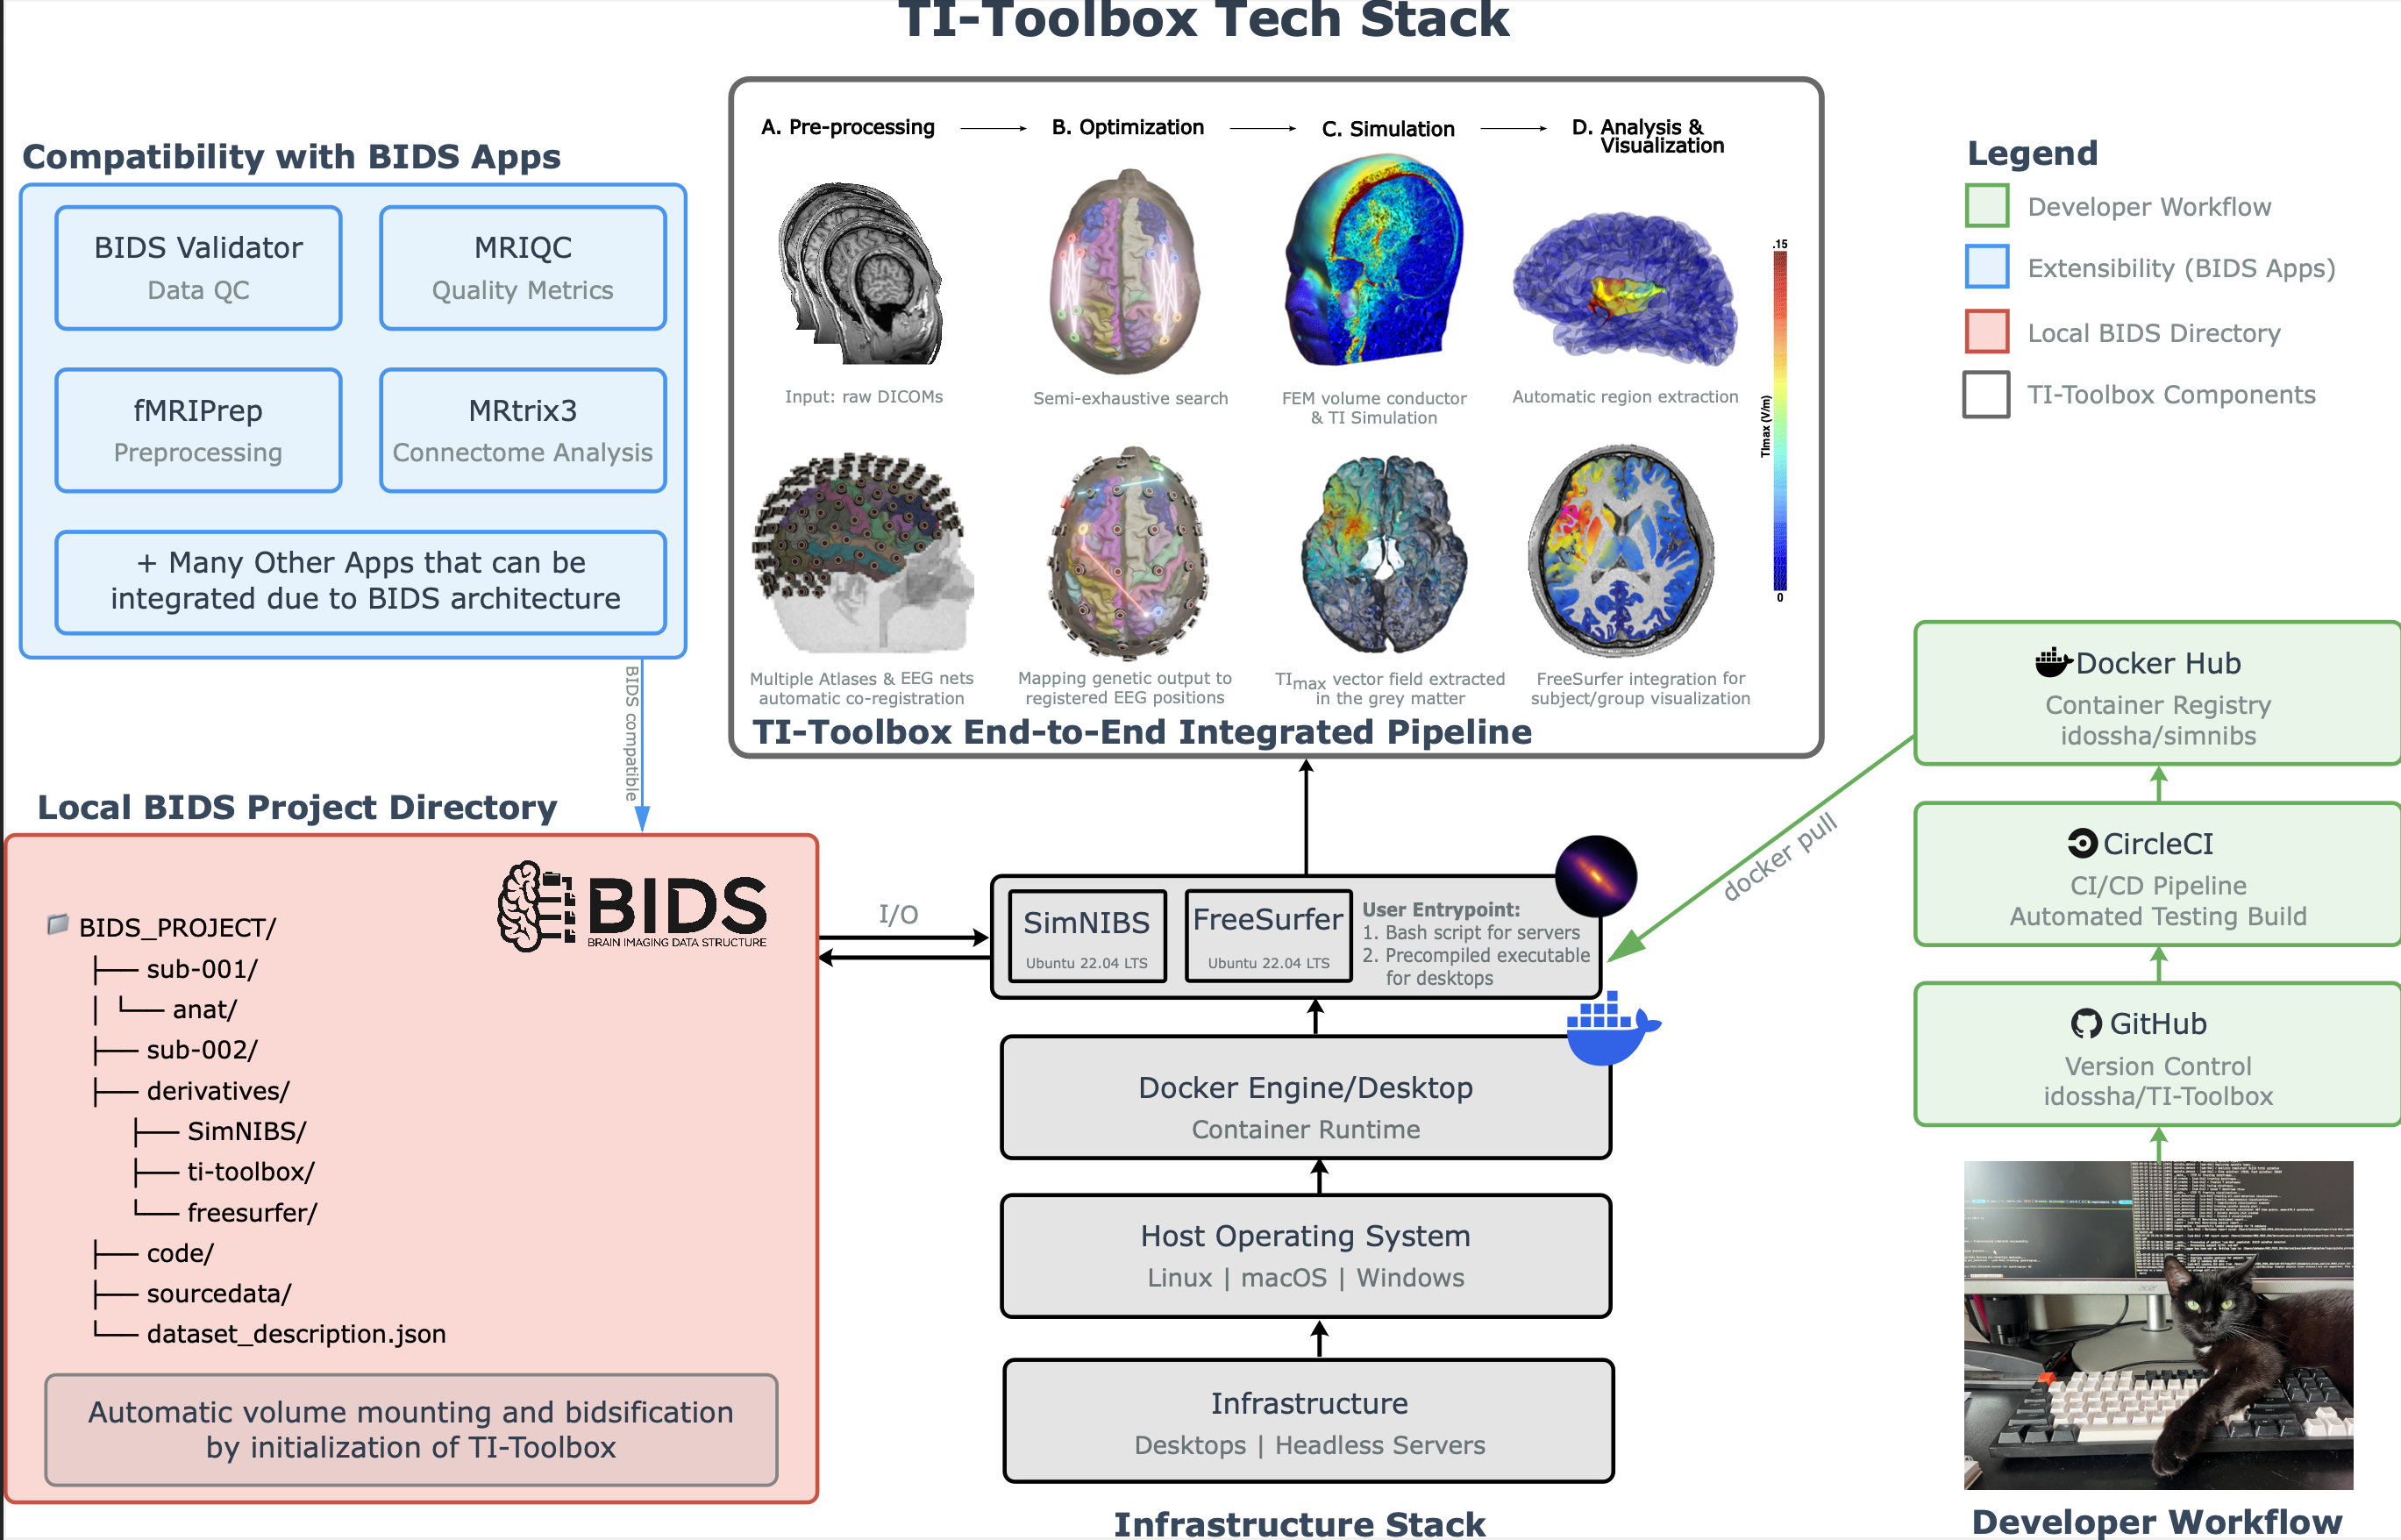 TI-Toolbox Tech Stack
Compatibility with BIDS Apps
BIDS Validator
Data QC
MRIQC
Quality Metrics
fMRIPrep
Preprocessing
MRtrix3
Connectome Analysis
+ Many Other Apps that can be
integrated due to BIDS architecture
BIDS compatible
A. Pre-processing
B. Optimization
C. Simulation
D. Analysis &
Visualization
Input: raw DICOMs
Semi-exhaustive search
FEM volume conductor
& TI Simulation
Automatic region extraction
.15
TImax (V/m)
0
Multiple Atlases & EEG nets
automatic co-registration
Mapping genetic output to
registered EEG positions
TImax vector field extracted
in the grey matter
FreeSurfer integration for
subject/group visualization
TI-Toolbox End-to-End Integrated Pipeline
Legend
Developer Workflow
Extensibility (BIDS Apps)
Local BIDS Directory
TI-Toolbox Components
Local BIDS Project Directory
BIDS
BRAIN IMAGING DATA STRUCTURE
BIDS_PROJECT/
├── sub-001/
│ └── anat/
├── sub-002/
├── derivatives/
├── SimNIBS/
├── ti-toolbox/
└── freesurfer/
├── code/
├── sourcedata/
└── dataset_description.json
Automatic volume mounting and bidsification
by initialization of TI-Toolbox
I/O
SimNIBS
Ubuntu 22.04 LTS
FreeSurfer
Ubuntu 22.04 LTS
User Entrypoint:
1. Bash script for servers
2. Precompiled executable
for desktops
Docker Engine/Desktop
Container Runtime
Host Operating System
Linux | macOS | Windows
Infrastructure
Desktops | Headless Servers
Infrastructure Stack
docker pull
Docker Hub
Container Registry
idossha/simnibs
CircleCI
CI/CD Pipeline
Automated Testing Build
GitHub
Version Control
idossha/TI-Toolbox
acer
Developer Workflow